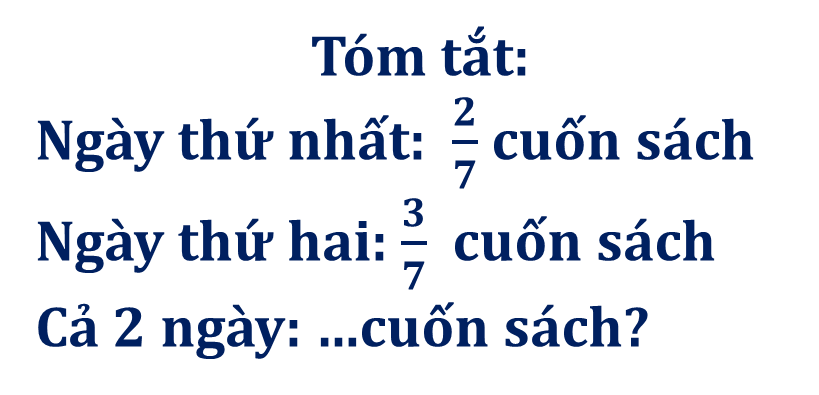 Tóm tắt:
Ngày thứ nhất: 2/7 cuốn sách
Ngày thứ hai: 3/7 cuốn sách
Cả 2 ngày: ...cuốn sách?